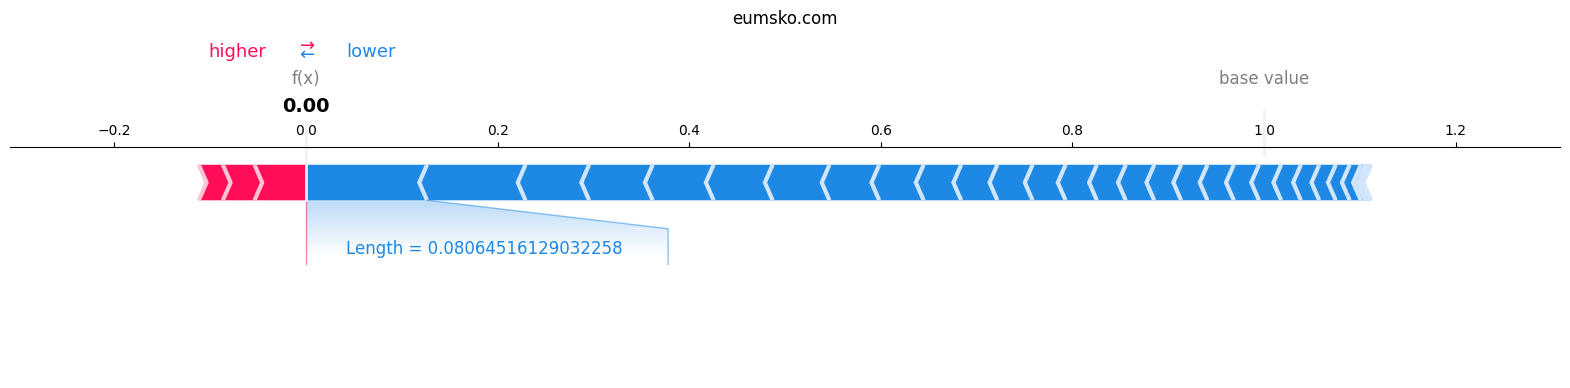 eumsko.com
higher → ← lower
f(x)
base value
0.00
−0.2 0 0 0.2 0.4 0.6 0.8 1 0 1.2
Length = 0.08064516129032258